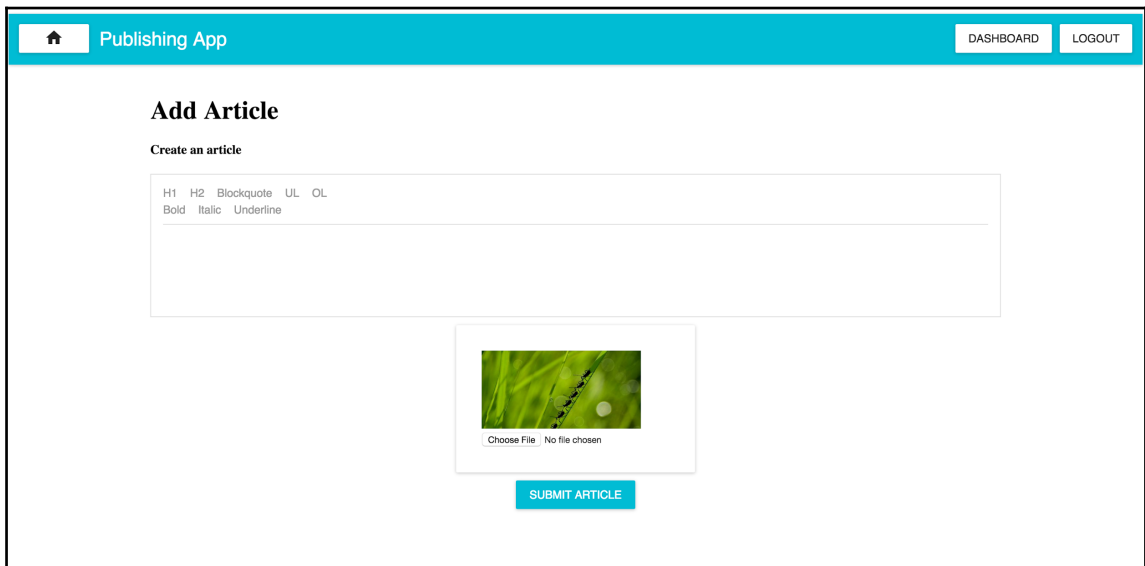 Publishing App DASHBOARD LOGOUT
Add Article
Create an article
H1 H2 Blockquote UL OL
Bold Italic Underline
Choose File No file chosen
SUBMIT ARTICLE